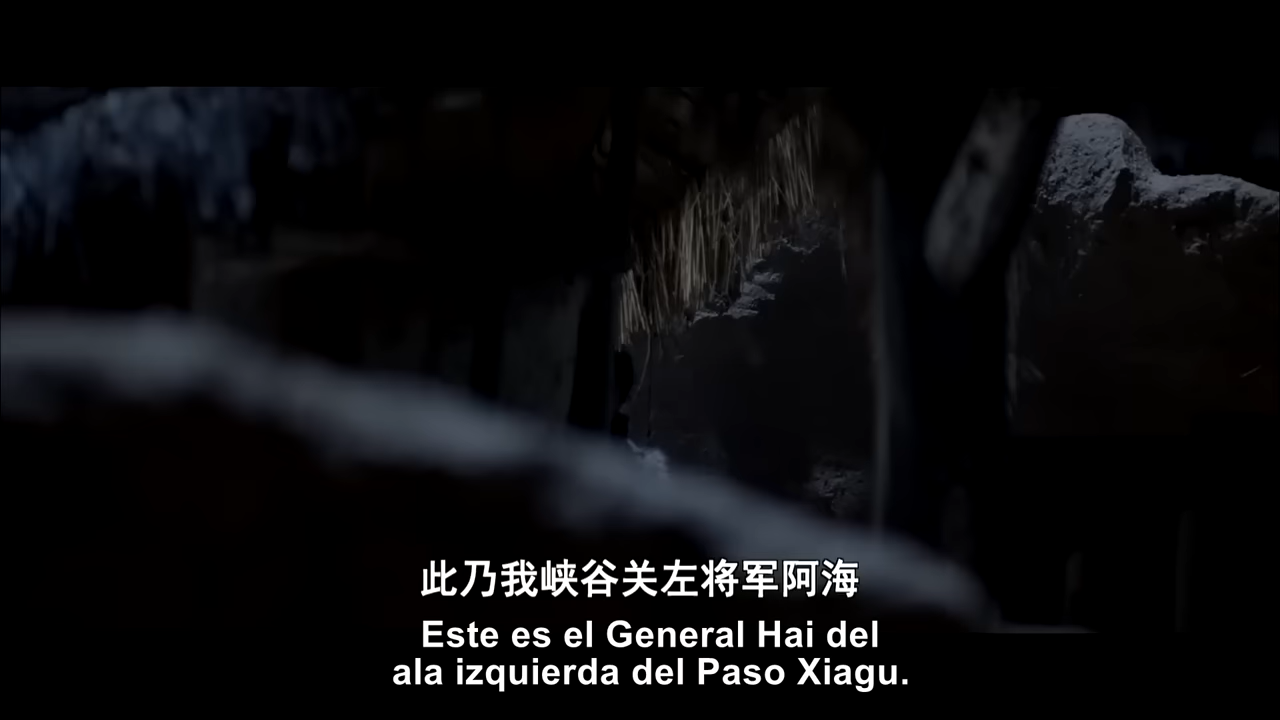 此乃我峡谷关左将军阿海
Este es el General Hai del
ala izquierda del Paso Xiagu.